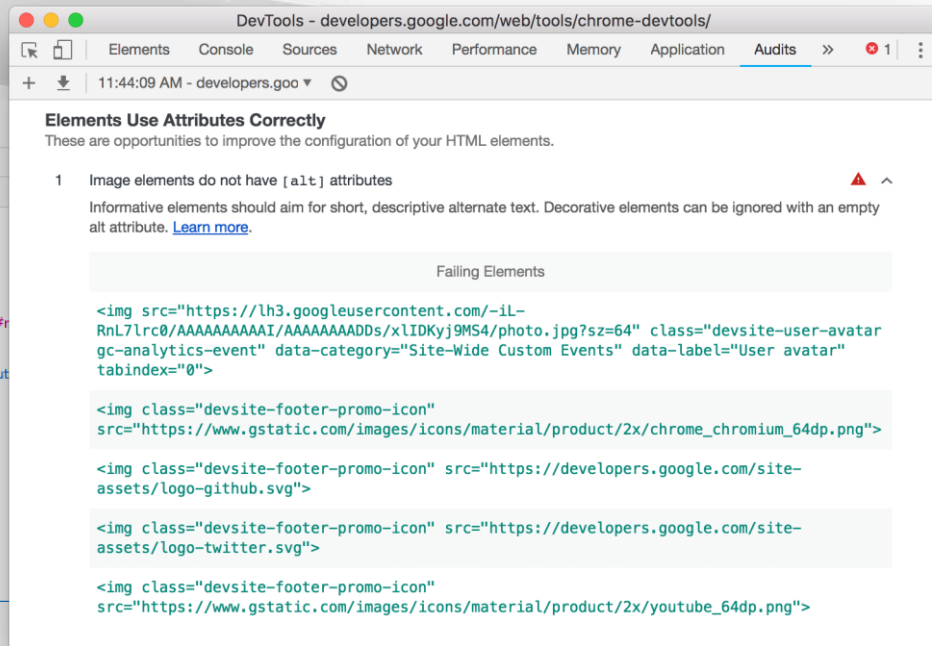 DevTools - developers.google.com/web/tools/chrome-devtools/
Elements Console Sources Network Performance Memory Application Audits » 1
11:44:09 AM - developers.goo ▼
Elements Use Attributes Correctly
These are opportunities to improve the configuration of your HTML elements.
1 Image elements do not have [alt] attributes
Informative elements should aim for short, descriptive alternate text. Decorative elements can be ignored with an empty
alt attribute. Learn more.
Failing Elements
<img src="https://lh3.googleusercontent.com/-iL-
RnL7lrc0/AAAAAAAAAAI/AAAAAAAADDs/xlIDKyj9MS4/photo.jpg?sz=64" class="devsite-user-avatar
gc-analytics-event" data-category="Site-Wide Custom Events" data-label="User avatar"
tabindex="0">
<img class="devsite-footer-promo-icon"
src="https://www.gstatic.com/images/icons/material/product/2x/chrome_chromium_64dp.png">
<img class="devsite-footer-promo-icon" src="https://developers.google.com/site-
assets/logo-github.svg">
<img class="devsite-footer-promo-icon" src="https://developers.google.com/site-
assets/logo-twitter.svg">
<img class="devsite-footer-promo-icon"
src="https://www.gstatic.com/images/icons/material/product/2x/youtube_64dp.png">